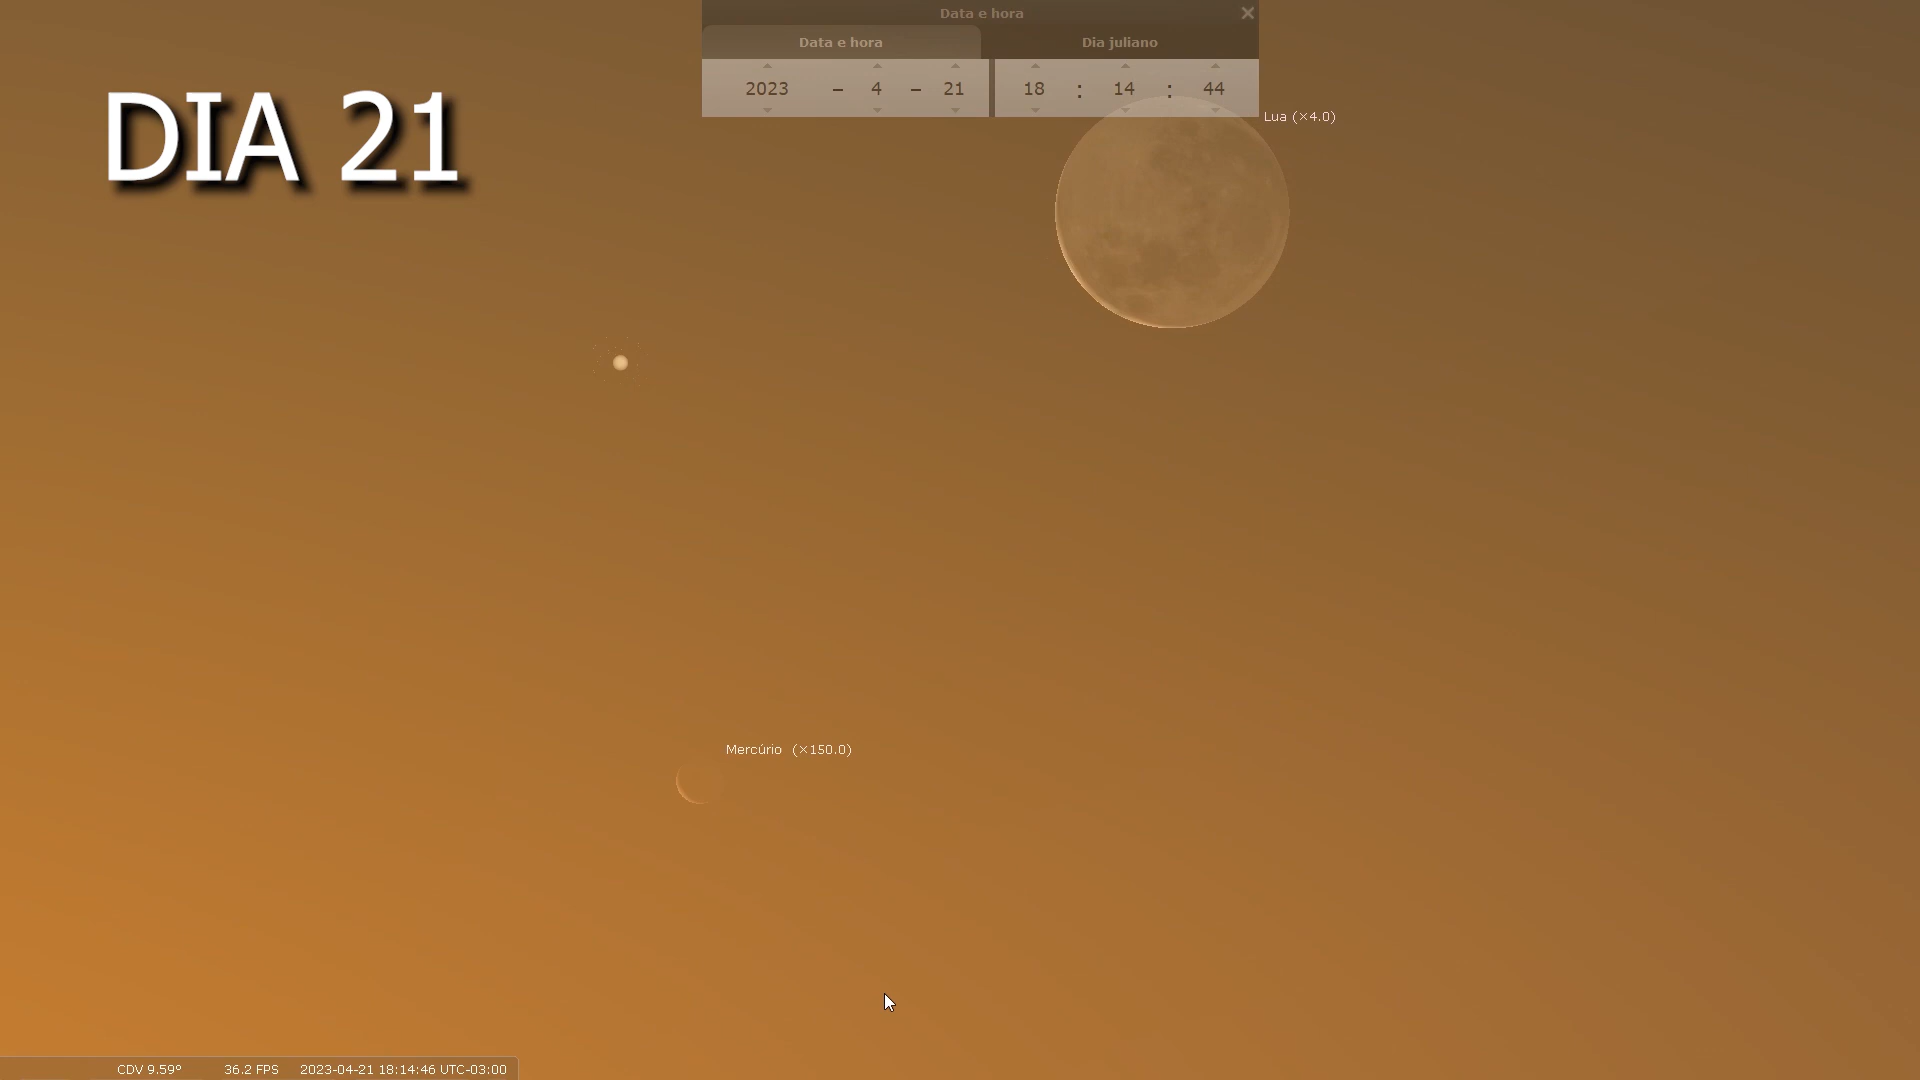 Data e hora
Data e hora Dia juliano
2023 – 4 – 21 18 : 14 : 44
DIA 21
Lua (×4.0)
Mercúrio (×150.0)
CDV 9.59° 36.2 FPS 2023-04-21 18:14:46 UTC-03:00